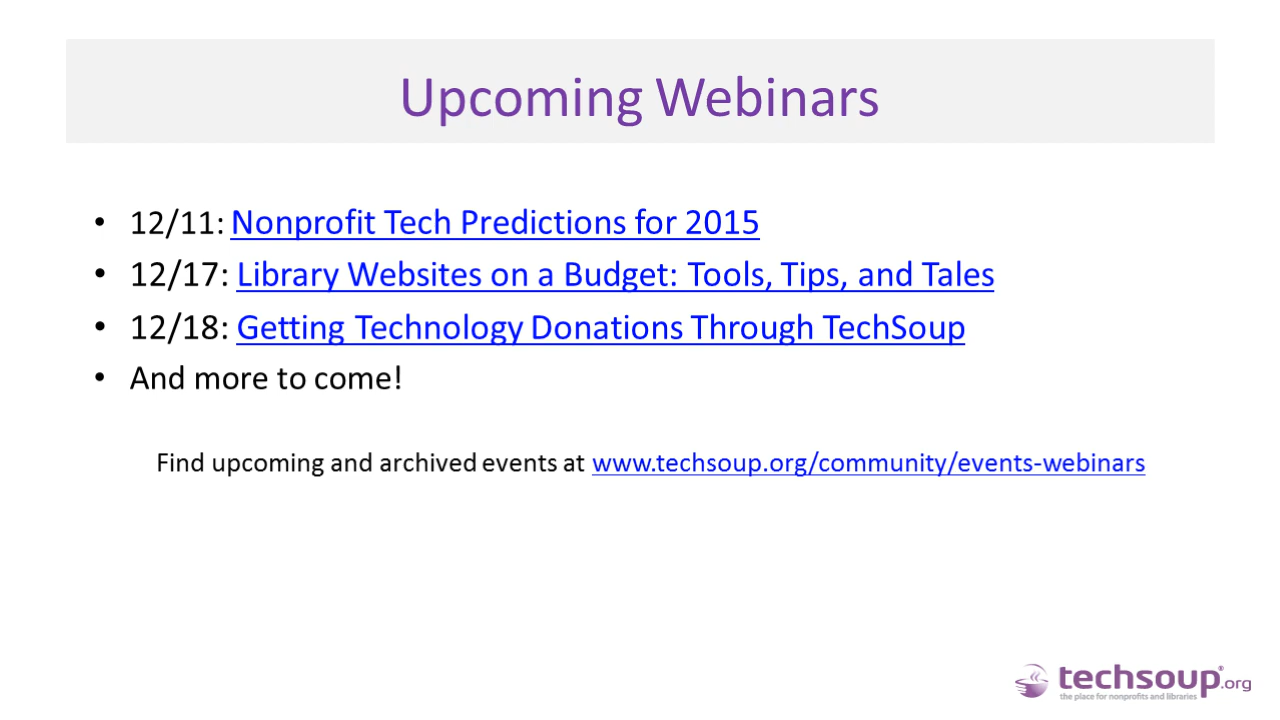 Upcoming Webinars
• 12/11: Nonprofit Tech Predictions for 2015
• 12/17: Library Websites on a Budget: Tools, Tips, and Tales
• 12/18: Getting Technology Donations Through TechSoup
• And more to come!
Find upcoming and archived events at www.techsoup.org/community/events-webinars
techsoup®.org
the place for nonprofits and libraries